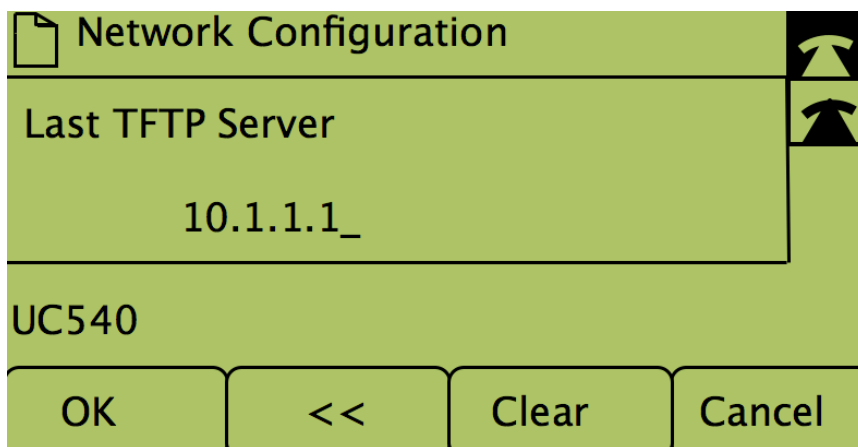 Network Configuration
Last TFTP Server
10.1.1.1_
UC540
OK << Clear Cancel